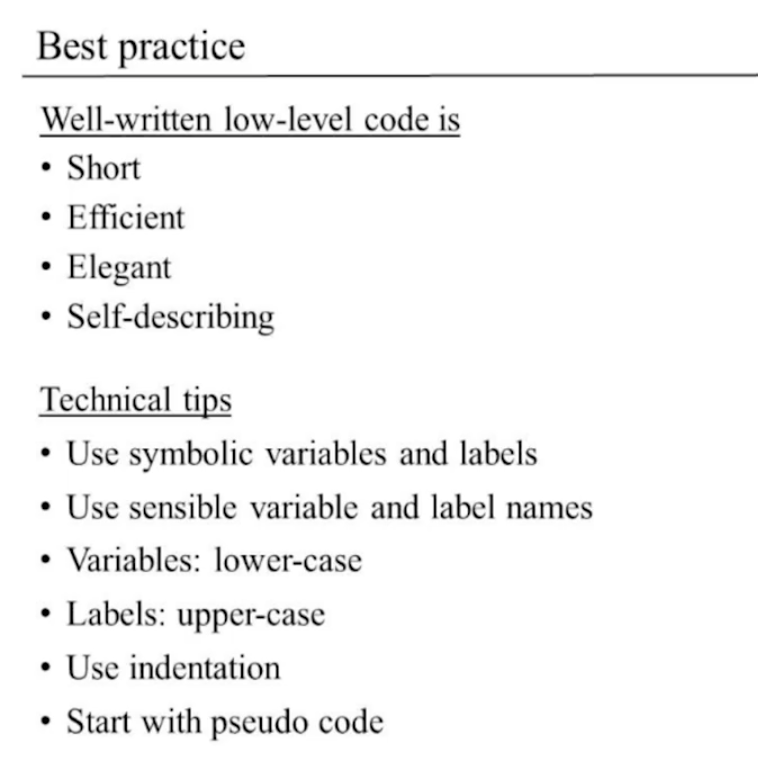 Best practice
Well-written low-level code is
• Short
• Efficient
• Elegant
• Self-describing
Technical tips
• Use symbolic variables and labels
• Use sensible variable and label names
• Variables: lower-case
• Labels: upper-case
• Use indentation
• Start with pseudo code